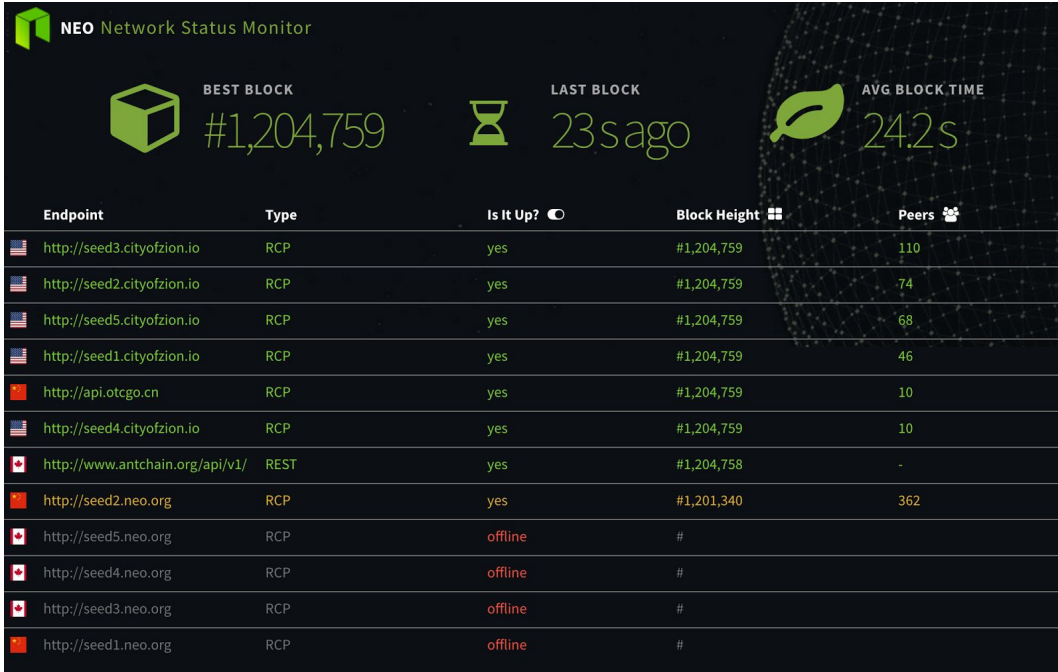 NEO Network Status Monitor
BEST BLOCK LAST BLOCK AVG BLOCK TIME
#1,204,759 23 s ago 24.2 s
Endpoint Type Is It Up? Block Height Peers
http://seed3.cityofzion.io RCP yes #1,204,759 110
http://seed2.cityofzion.io RCP yes #1,204,759 74
http://seed5.cityofzion.io RCP yes #1,204,759 68
http://seed1.cityofzion.io RCP yes #1,204,759 46
http://api.otcgo.cn RCP yes #1,204,759 10
http://seed4.cityofzion.io RCP yes #1,204,759 10
http://www.antchain.org/api/v1/ REST yes #1,204,758 -
http://seed2.neo.org RCP yes #1,201,340 362
http://seed5.neo.org RCP offline #
http://seed4.neo.org RCP offline #
http://seed3.neo.org RCP offline #
http://seed1.neo.org RCP offline #